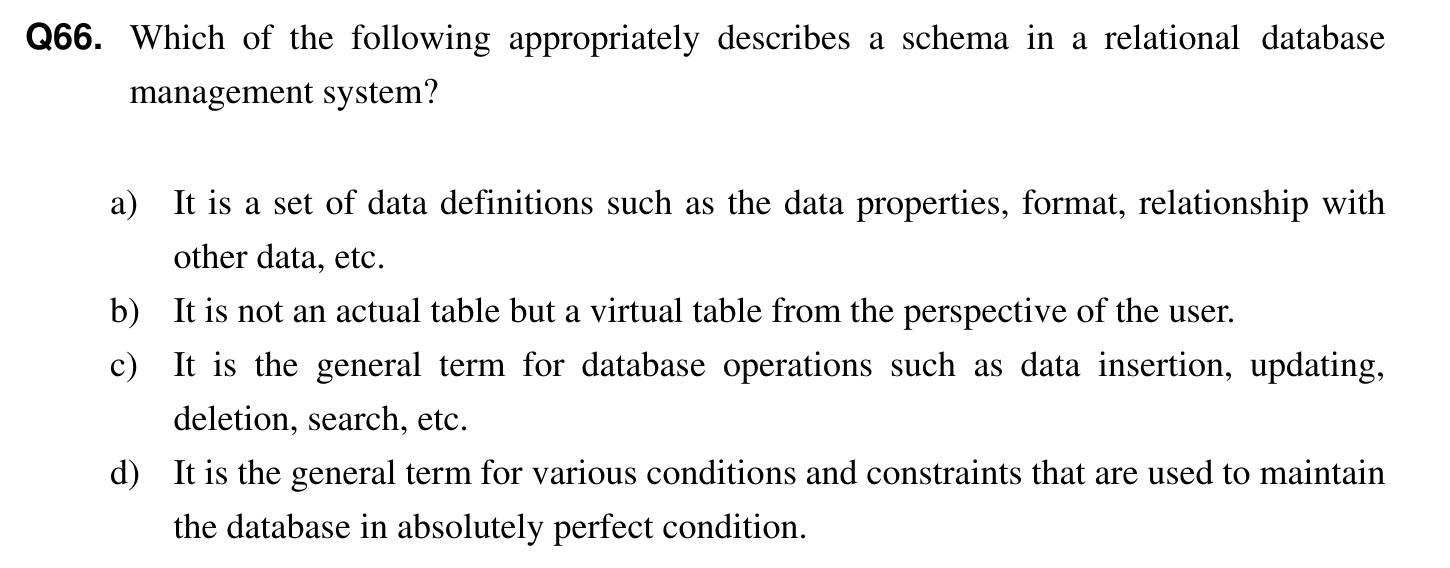 Q66. Which of the following appropriately describes a schema in a relational database
management system?
a) It is a set of data definitions such as the data properties, format, relationship with
other data, etc.
b) It is not an actual table but a virtual table from the perspective of the user.
c) It is the general term for database operations such as data insertion, updating,
deletion, search, etc.
d) It is the general term for various conditions and constraints that are used to maintain
the database in absolutely perfect condition.